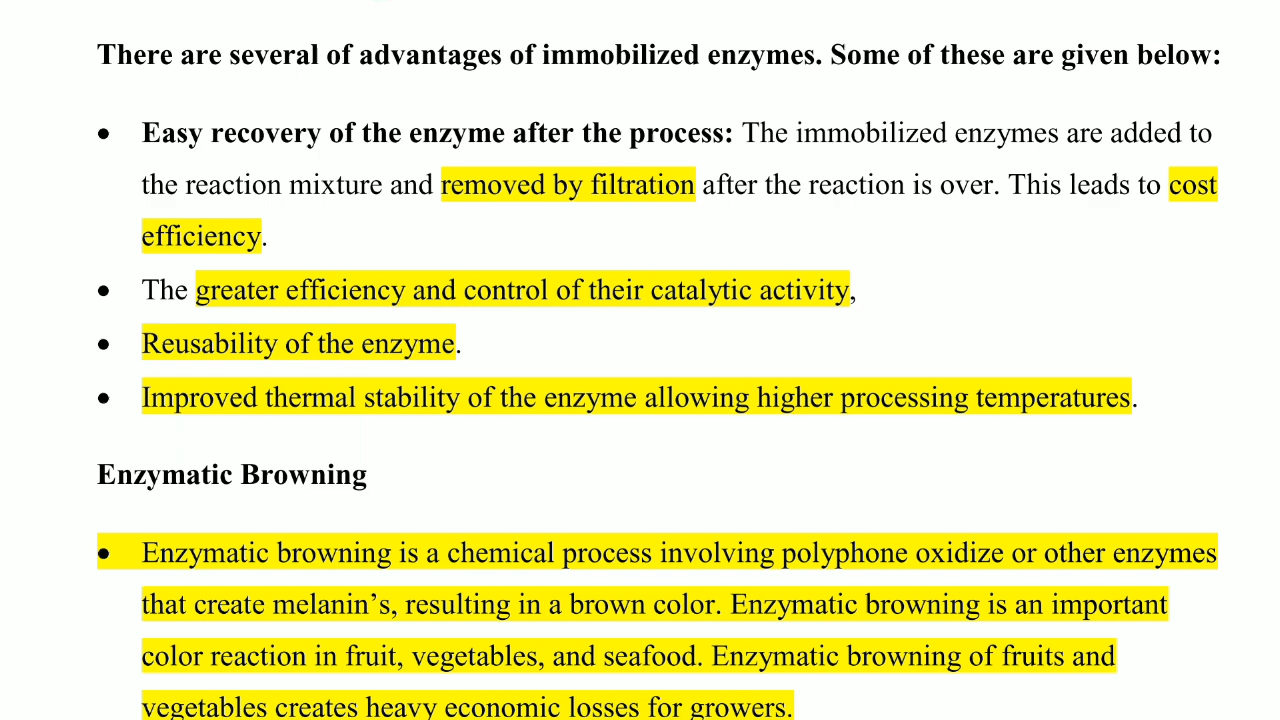 There are several of advantages of immobilized enzymes. Some of these are given below:
• Easy recovery of the enzyme after the process: The immobilized enzymes are added to
the reaction mixture and removed by filtration after the reaction is over. This leads to cost
efficiency.
• The greater efficiency and control of their catalytic activity,
• Reusability of the enzyme.
• Improved thermal stability of the enzyme allowing higher processing temperatures.
Enzymatic Browning
• Enzymatic browning is a chemical process involving polyphone oxidize or other enzymes
that create melanin’s, resulting in a brown color. Enzymatic browning is an important
color reaction in fruit, vegetables, and seafood. Enzymatic browning of fruits and
vegetables creates heavy economic losses for growers.